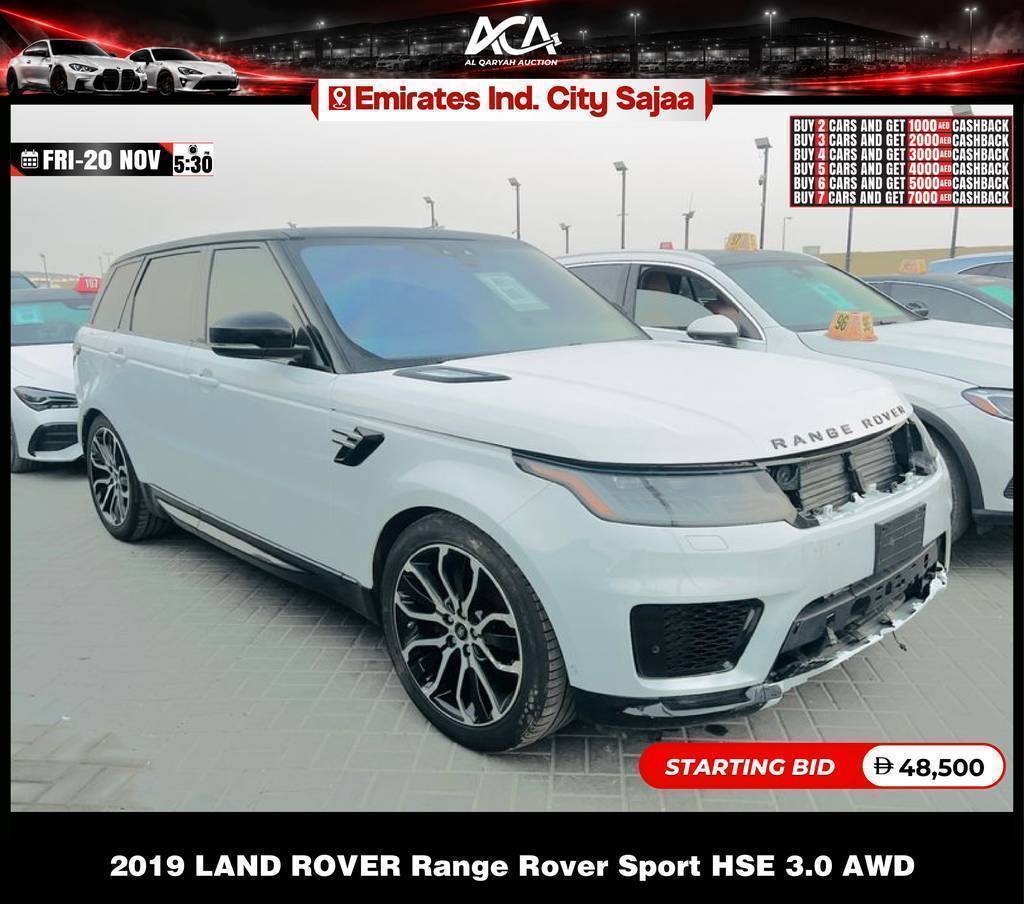 ACA
AL QARYAH AUCTION
Emirates Ind. City Sajaa
FRI-20 NOV 5:30
BUY 2 CARS AND GET 1000 AED CASHBACK
BUY 3 CARS AND GET 2000 AED CASHBACK
BUY 4 CARS AND GET 3000 AED CASHBACK
BUY 5 CARS AND GET 4000 AED CASHBACK
BUY 6 CARS AND GET 5000 AED CASHBACK
BUY 7 CARS AND GET 7000 AED CASHBACK
97
96
RANGE ROVER
STARTING BID 48,500
2019 LAND ROVER Range Rover Sport HSE 3.0 AWD